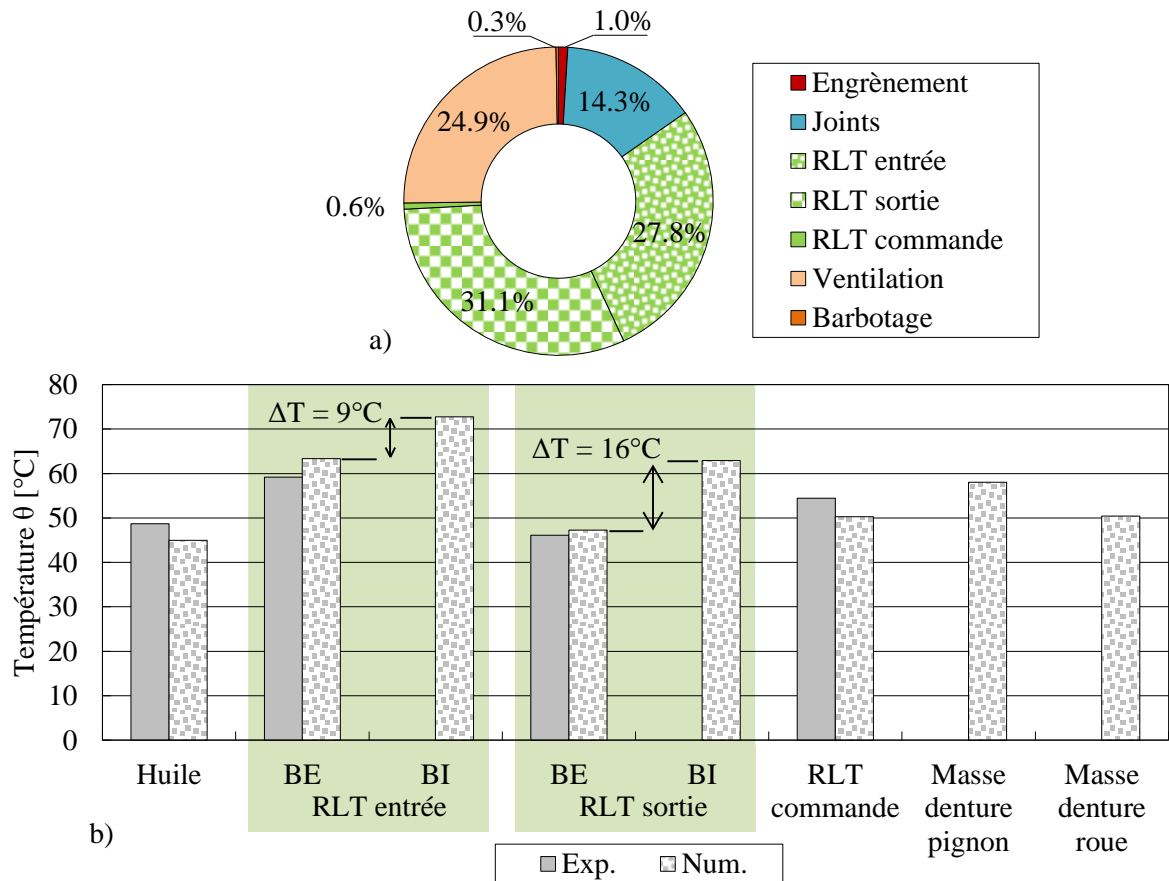 0.3%
1.0%
14.3%
24.9%
0.6%
27.8%
31.1%
a)
Engrènement
Joints
RLT entrée
RLT sortie
RLT commande
Ventilation
Barbotage
Température θ [°C]
80
70
60
50
40
30
20
10
0
ΔT = 9°C
ΔT = 16°C
Huile
BE
BI
RLT entrée
BE
BI
RLT sortie
RLT
commande
Masse
denture
pignon
Masse
denture
roue
b)
Exp.
Num.